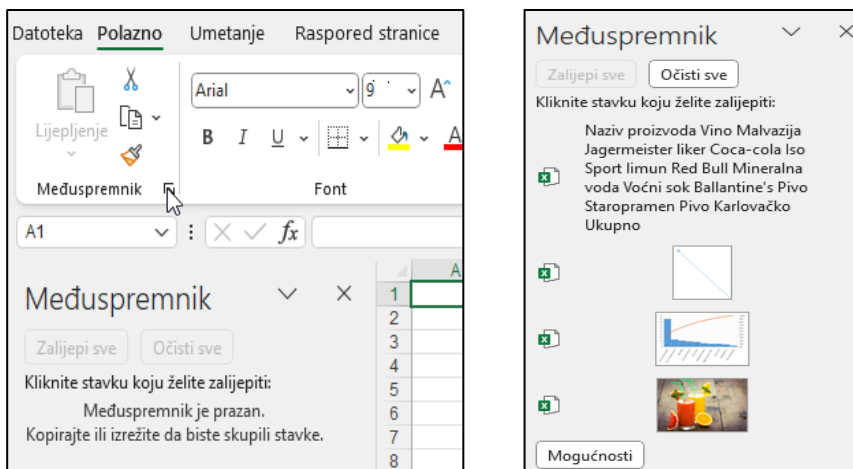 Datoteka Polazno Umetanje Raspored stranice
Arial 9 A^
Lijepljenje
B I U A
Međuspremnik Font
A1 fx
A
Međuspremnik
Zalijepi sve Očisti sve
Kliknite stavku koju želite zalijepiti:
Međuspremnik je prazan.
Kopirajte ili izrežite da biste skupili stavke.
1
2
3
4
5
6
7
8
Međuspremnik
Zalijepi sve Očisti sve
Kliknite stavku koju želite zalijepiti:
Naziv proizvoda Vino Malvazija
Jagermeister liker Coca-cola Iso
Sport limun Red Bull Mineralna
voda Voćni sok Ballantine's Pivo
Staropramen Pivo Karlovačko
Ukupno
Mogućnosti